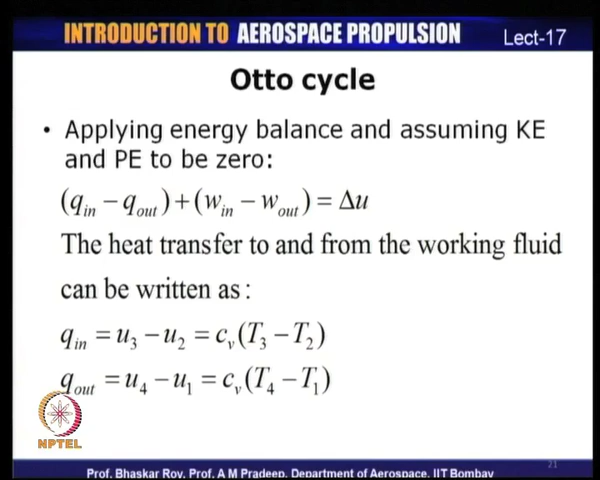 INTRODUCTION TO AEROSPACE PROPULSION Lect-17
Otto cycle
• Applying energy balance and assuming KE
and PE to be zero:
(q_in − q_out) + (w_in − w_out) = Δu
The heat transfer to and from the working fluid
can be written as :
q_in = u_3 − u_2 = c_v(T_3 − T_2)
q_out = u_4 − u_1 = c_v(T_4 − T_1)
NPTEL
21
Prof. Bhaskar Roy, Prof. A M Pradeep, Department of Aerospace, IIT Bombay